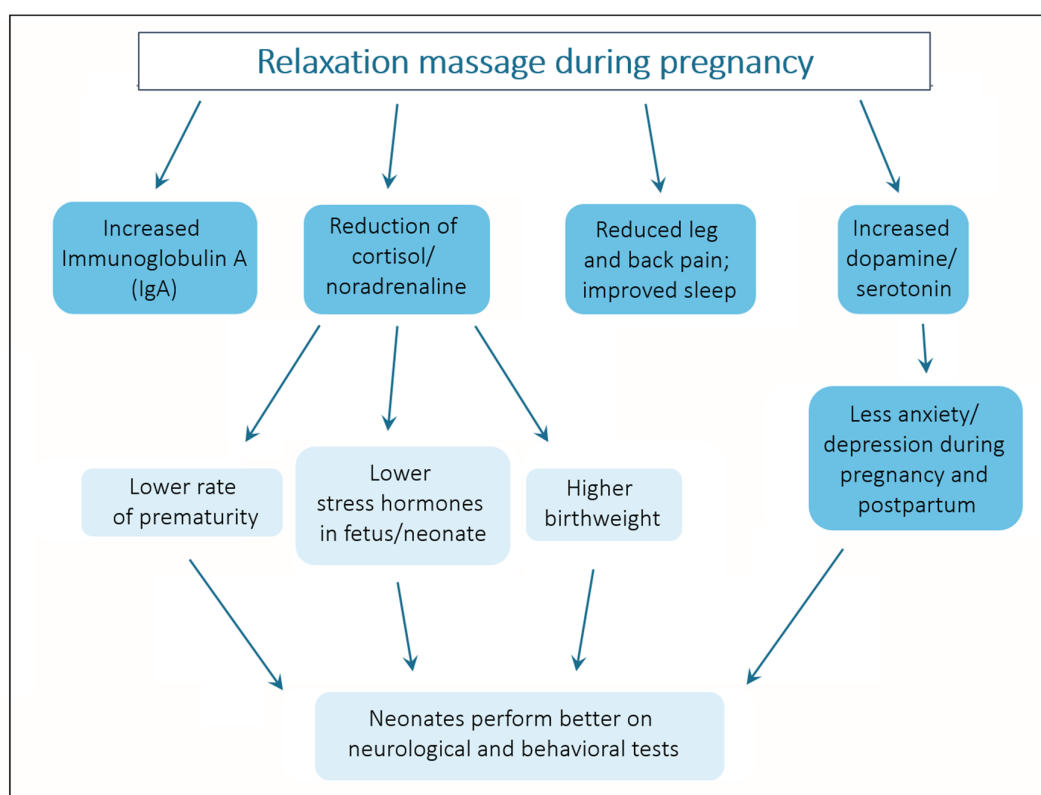 Relaxation massage during pregnancy
Increased
Immunoglobulin A
(IgA)
Reduction of
cortisol/
noradrenaline
Reduced leg
and back pain;
improved sleep
Increased
dopamine/
serotonin
Less anxiety/
depression during
pregnancy and
postpartum
Lower rate
of prematurity
Lower
stress hormones
in fetus/neonate
Higher
birthweight
Neonates perform better on
neurological and behavioral tests